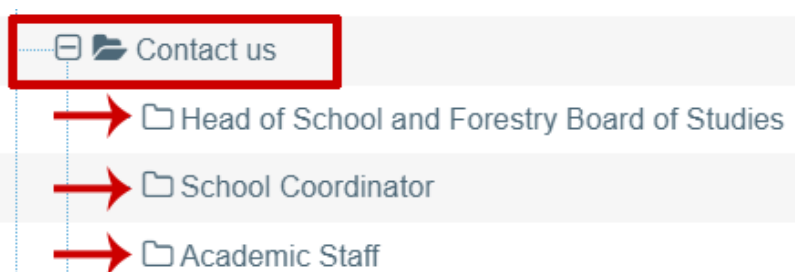 Contact us
Head of School and Forestry Board of Studies
School Coordinator
Academic Staff